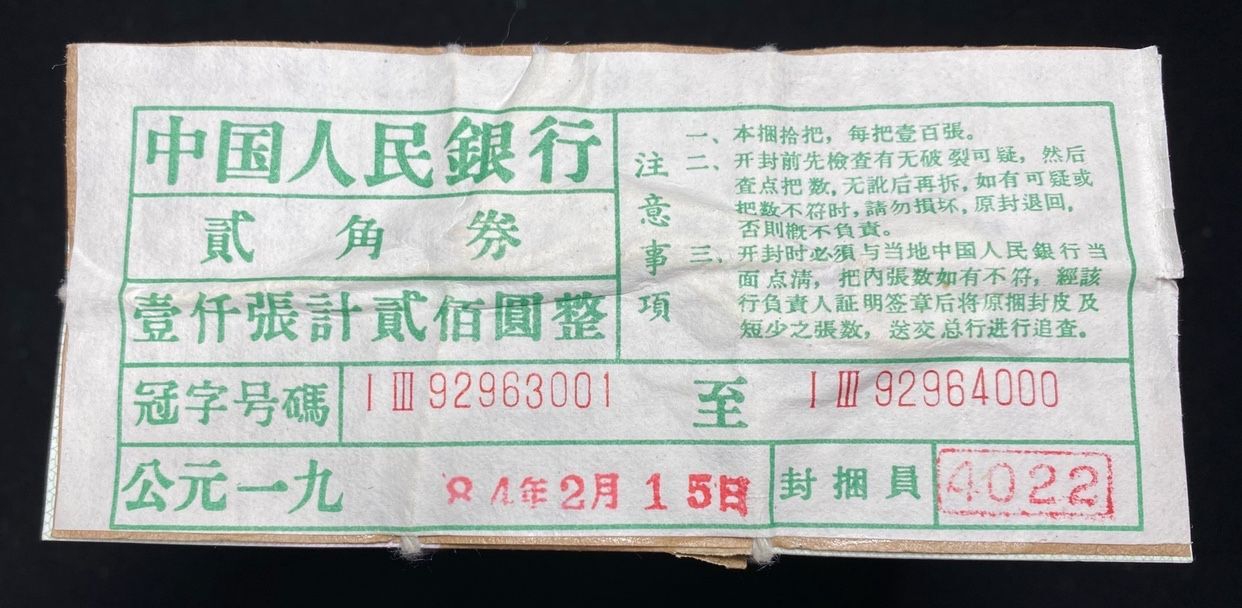 中国人民銀行
貳角券
壹仟張計貳佰圓整
注意事項
一、本捆拾把，每把壹百張。
二、开封前先檢查有无破裂可疑，然后
查点把数，无訛后再拆，如有可疑或
把数不符时，請勿損坏，原封退回，
否則概不負責。
三、开封时必須与当地中国人民銀行当
面点淸，把內張数如有不符，經該
行負責人証明签章后将原捆封皮及
短少之張数，送交总行进行追查。
冠字号碼 I III 92963001 至 I III 92964000
公元一九84年2月15日 封捆員 4022